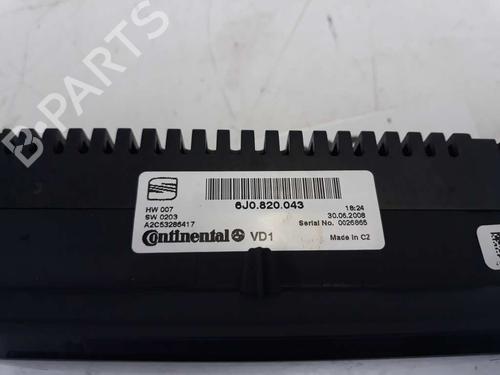 B-PARTS
6J0.820.043
HW 007
SW 0203
A2C53286417
18:24
30.06.2008
Serial No. 0026865
Continental VD1
Made in CZ